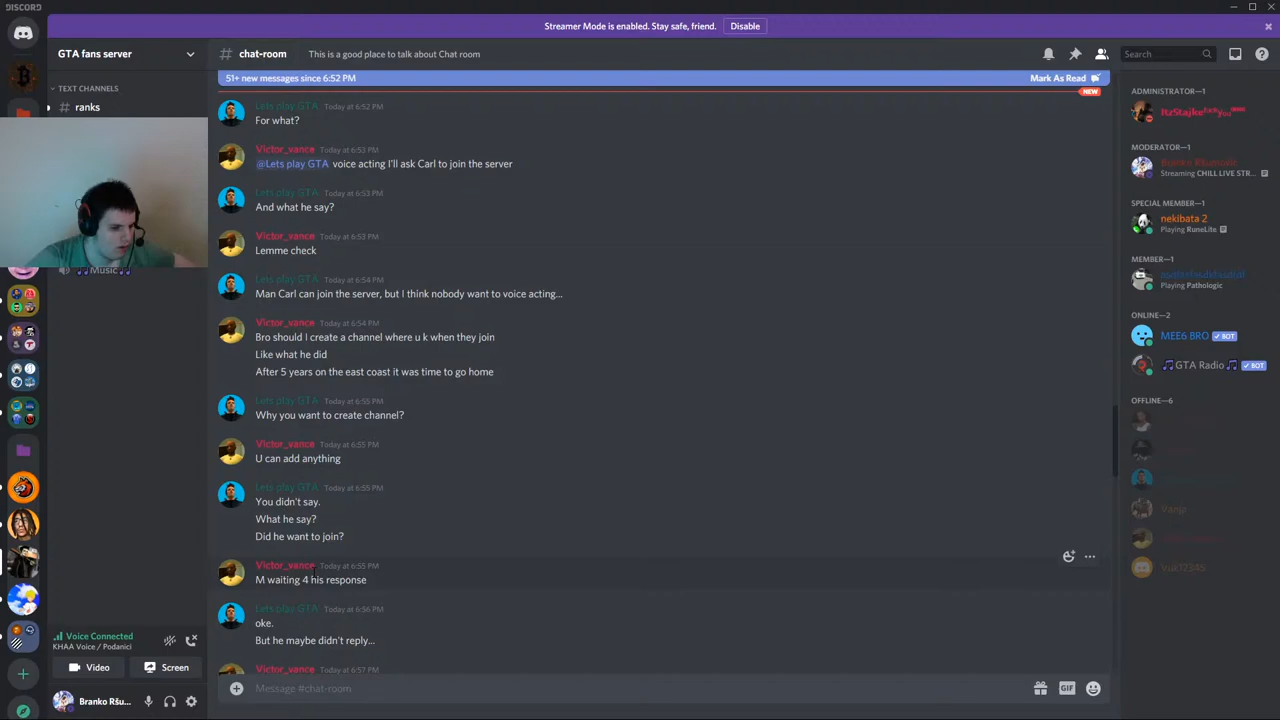 DISCORD
Streamer Mode is enabled. Stay safe, friend. Disable
GTA fans server
# chat-room This is a good place to talk about Chat room
Search
TEXT CHANNELS
# ranks
🎵Music🎵
Voice Connected
KHAA Voice / Podanici
Video Screen
Branko Ršu...
51+ new messages since 6:52 PM Mark As Read
NEW
Lets play GTA Today at 6:52 PM
For what?
Victor_vance Today at 6:53 PM
@Lets play GTA voice acting I'll ask Carl to join the server
Lets play GTA Today at 6:53 PM
And what he say?
Victor_vance Today at 6:53 PM
Lemme check
Lets play GTA Today at 6:54 PM
Man Carl can join the server, but I think nobody want to voice acting...
Victor_vance Today at 6:54 PM
Bro should I create a channel where u k when they join
Like what he did
After 5 years on the east coast it was time to go home
Lets play GTA Today at 6:55 PM
Why you want to create channel?
Victor_vance Today at 6:55 PM
U can add anything
Lets play GTA Today at 6:55 PM
You didn't say.
What he say?
Did he want to join?
Victor_vance Today at 6:55 PM
M waiting 4 his response
Lets play GTA Today at 6:56 PM
oke.
But he maybe didn't reply...
Victor_vance Today at 6:57 PM
Message #chat-room
GIF
ADMINISTRATOR—1
MODERATOR—1
Streaming CHILL LIVE STR...
SPECIAL MEMBER—1
nekibata 2
Playing RuneLite
MEMBER—1
Playing Pathologic
ONLINE—2
MEE6 BRO BOT
🎵GTA Radio🎵 BOT
OFFLINE—6
Vuk12345